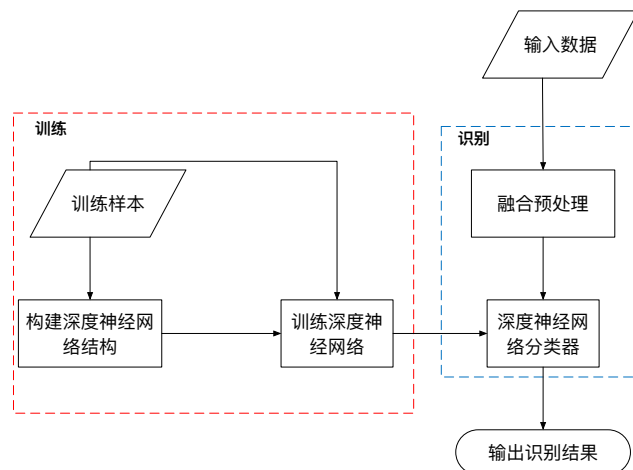 输入数据
训练
识别
训练样本
融合预处理
构建深度神经网
络结构
训练深度神
经网络
深度神经网
络分类器
输出识别结果